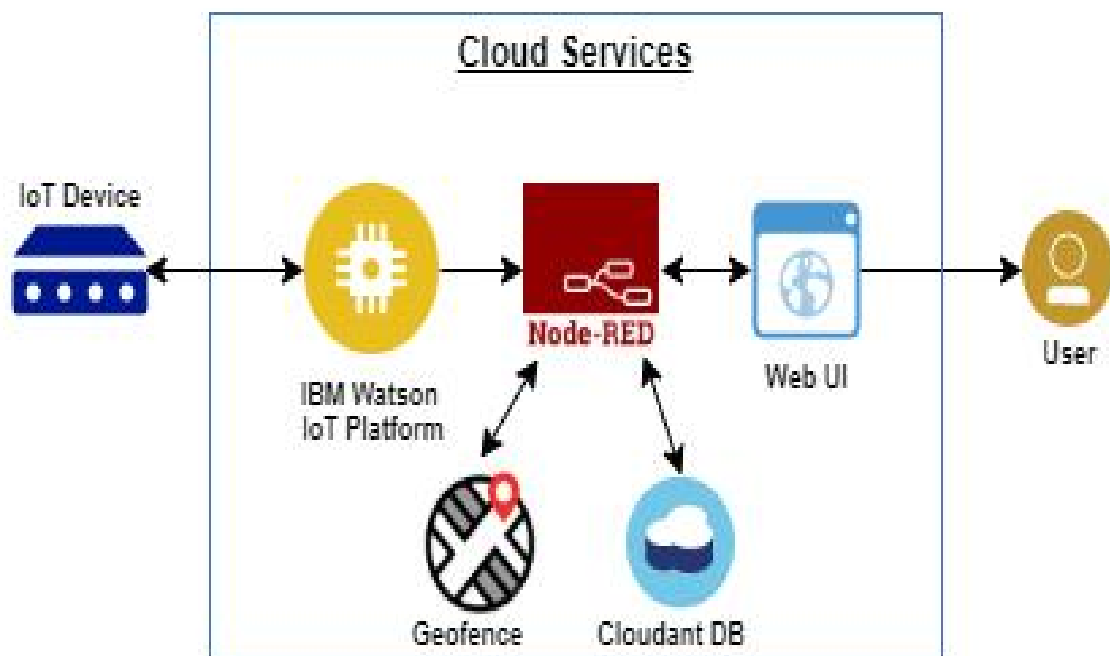 Cloud Services
IoT Device
Node-RED
IBM Watson
IoT Platform
Web UI
User
Geofence
Cloudant DB